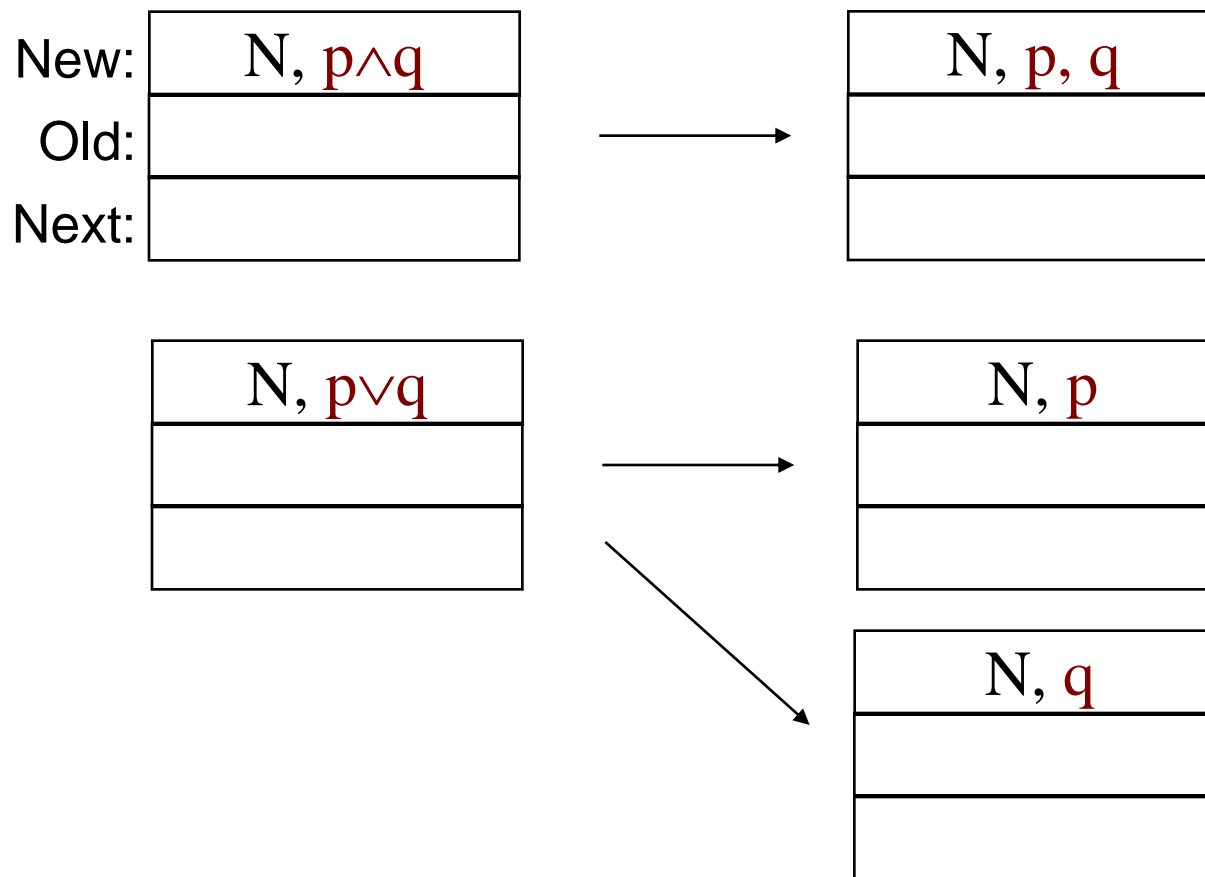 New: N, p∧q N, p, q
Old:
Next:
N, p∨q N, p
N, q